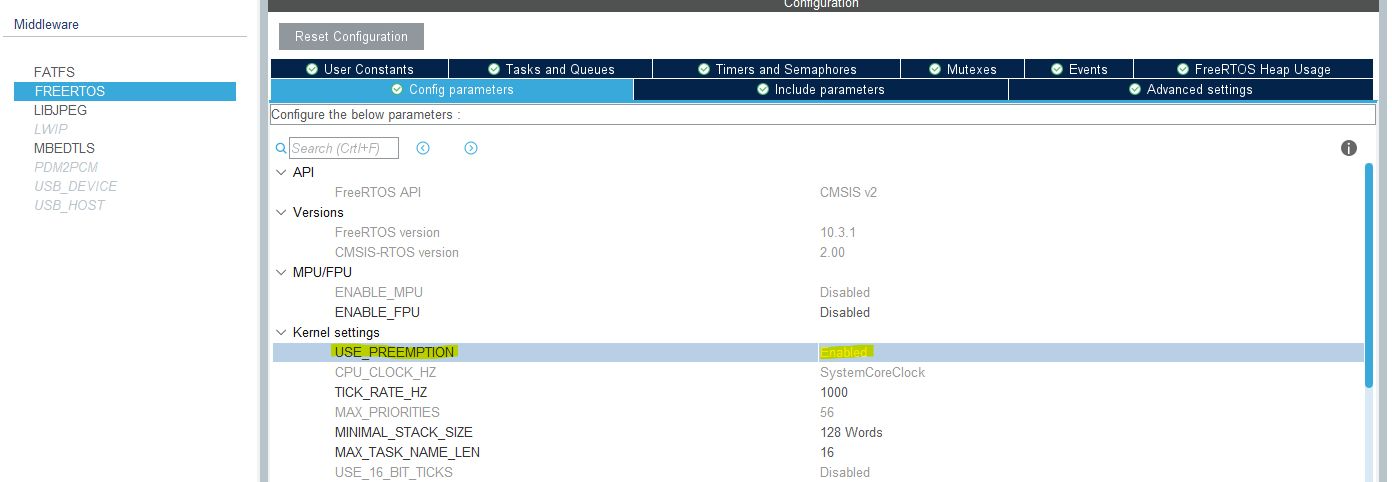 Configuration
Middleware
FATFS
FREERTOS
LIBJPEG
LWIP
MBEDTLS
PDM2PCM
USB_DEVICE
USB_HOST
Reset Configuration
User Constants
Tasks and Queues
Timers and Semaphores
Mutexes
Events
FreeRTOS Heap Usage
Config parameters
Include parameters
Advanced settings
Configure the below parameters :
Search (Crtl+F)
API
FreeRTOS API CMSIS v2
Versions
FreeRTOS version 10.3.1
CMSIS-RTOS version 2.00
MPU/FPU
ENABLE_MPU Disabled
ENABLE_FPU Disabled
Kernel settings
USE_PREEMPTION Enabled
CPU_CLOCK_HZ SystemCoreClock
TICK_RATE_HZ 1000
MAX_PRIORITIES 56
MINIMAL_STACK_SIZE 128 Words
MAX_TASK_NAME_LEN 16
USE_16_BIT_TICKS Disabled